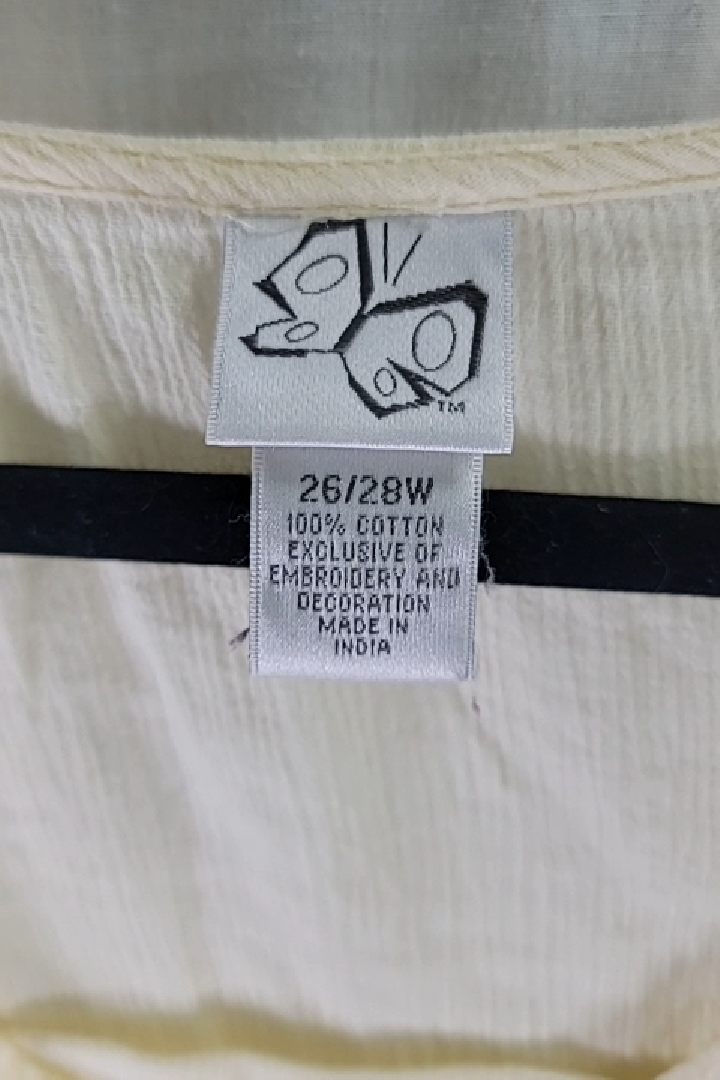 TM
26/28W
100% COTTON
EXCLUSIVE OF
EMBROIDERY AND
DECORATION
MADE IN
INDIA